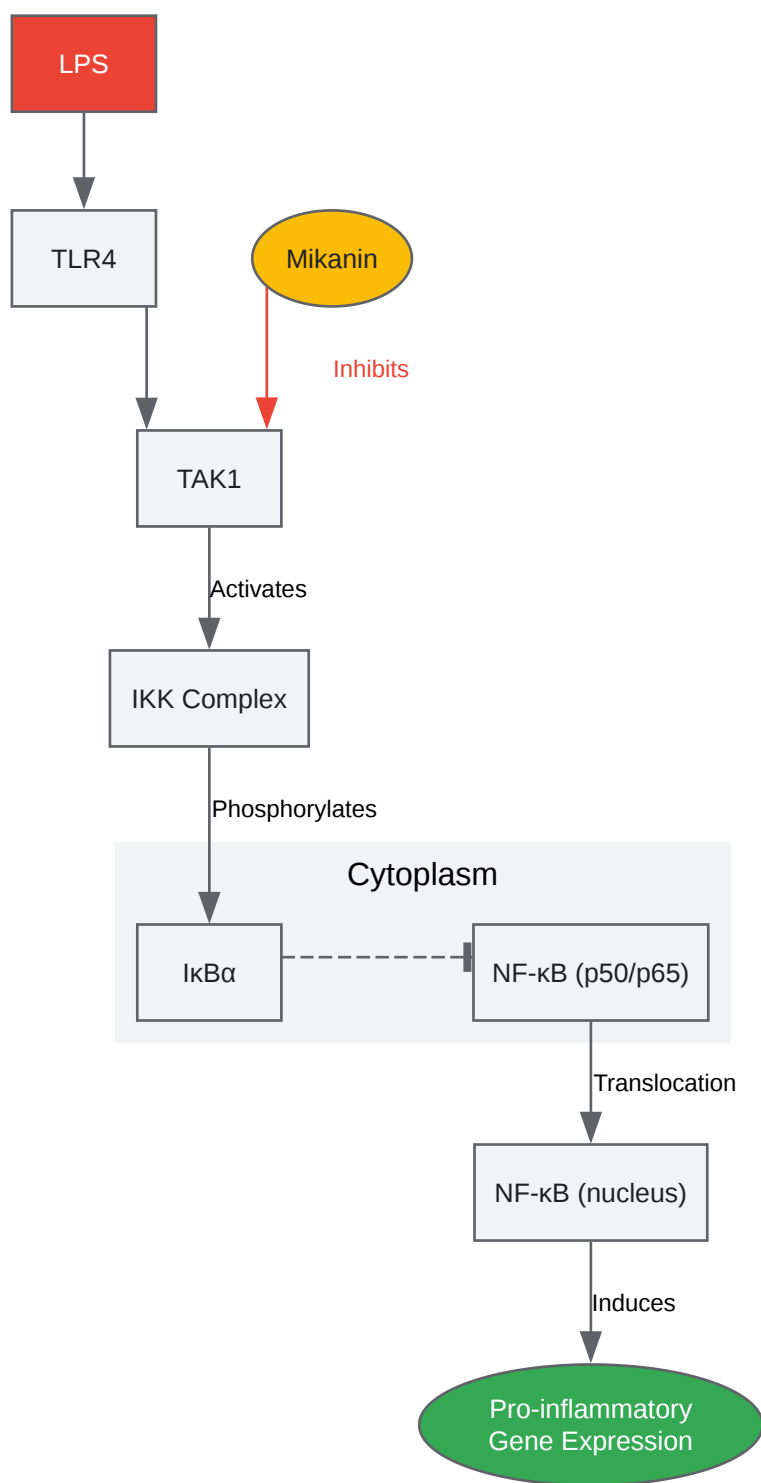 LPS
TLR4
Mikanin
Inhibits
TAK1
Activates
IKK Complex
Phosphorylates
Cytoplasm
IκBα
NF-κB (p50/p65)
Translocation
NF-κB (nucleus)
Induces
Pro-inflammatory
Gene Expression